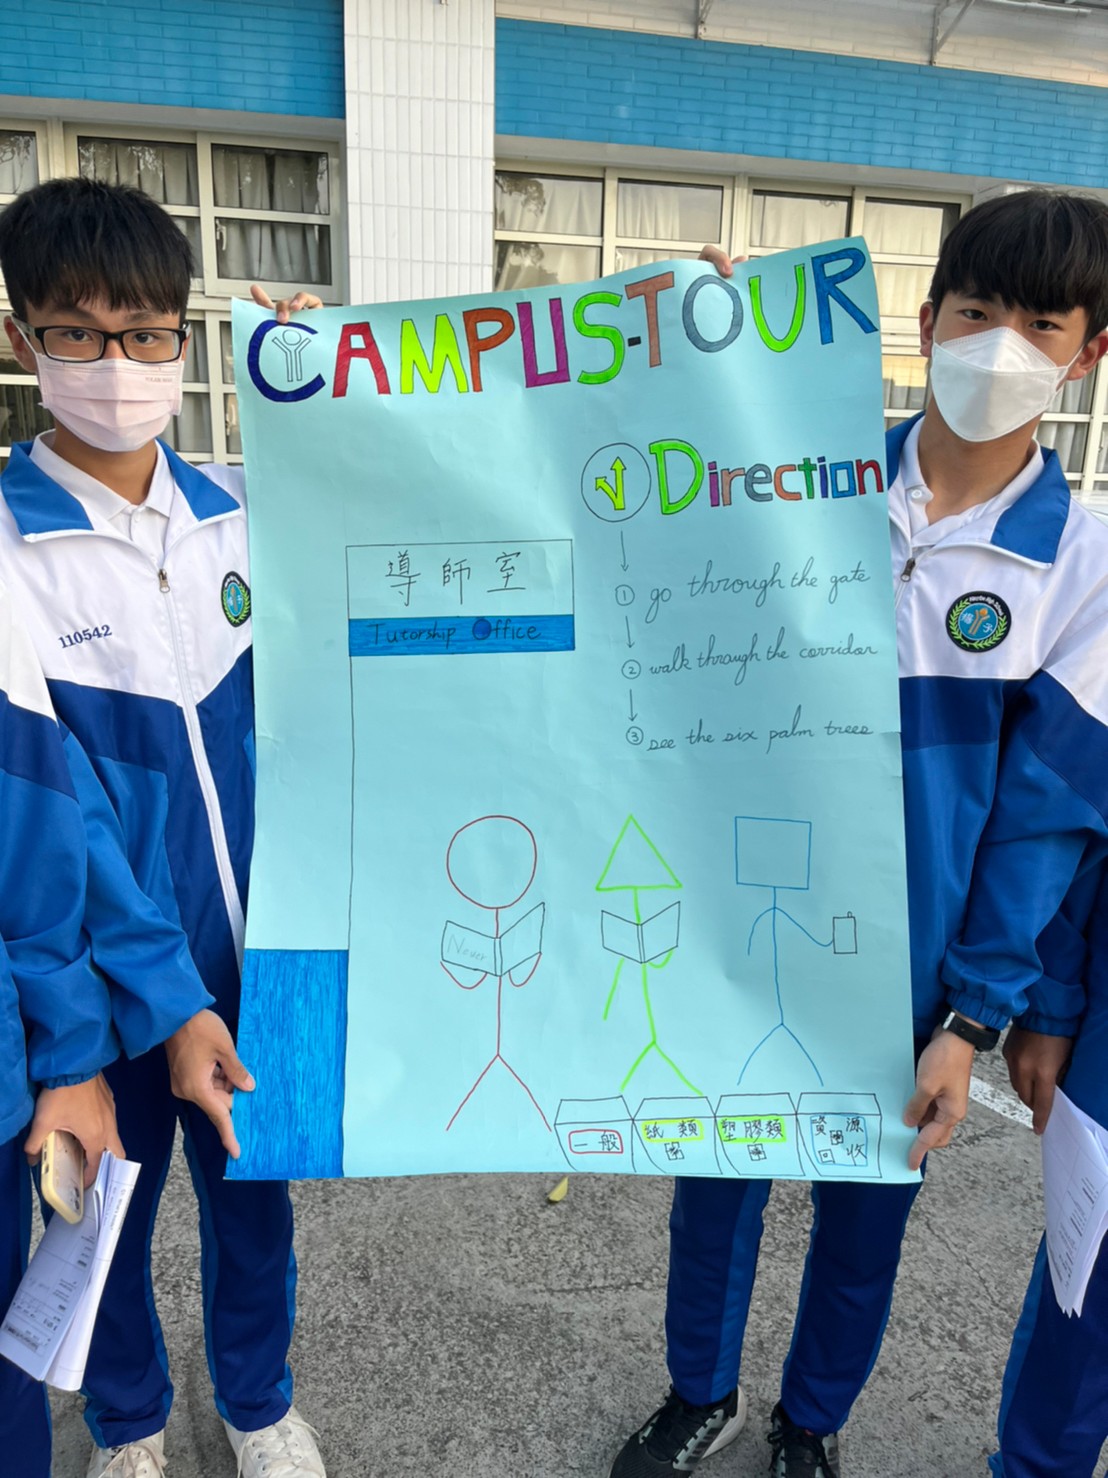 CAMPUS-TOUR
Direction
導師室
Tutorship Office
① go through the gate
② walk through the corridor
③ see the six palm trees
110542
Never
一般
紙類
塑膠類
資源
回收